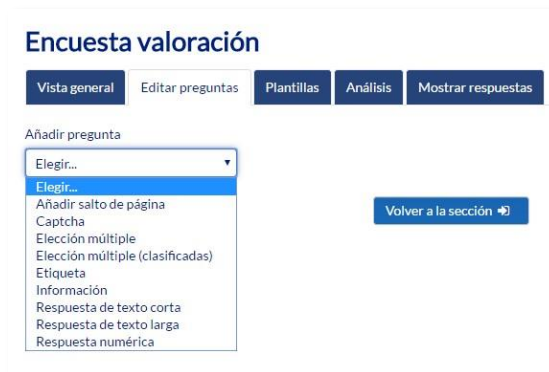 Encuesta valoración
Vista general Editar preguntas Plantillas Análisis Mostrar respuestas
Añadir pregunta
Elegir...
Elegir...
Añadir salto de página
Captcha
Elección múltiple
Elección múltiple (clasificadas)
Etiqueta
Información
Respuesta de texto corta
Respuesta de texto larga
Respuesta numérica
Volver a la sección